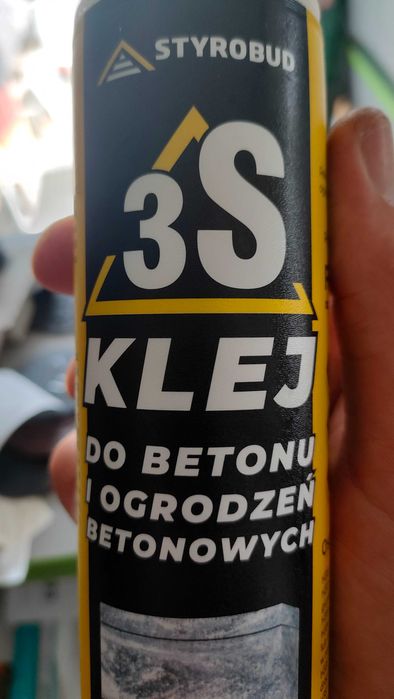 STYROBUD
3S
KLEJ
DO BETONU
I OGRODZEŃ
BETONOWYCH